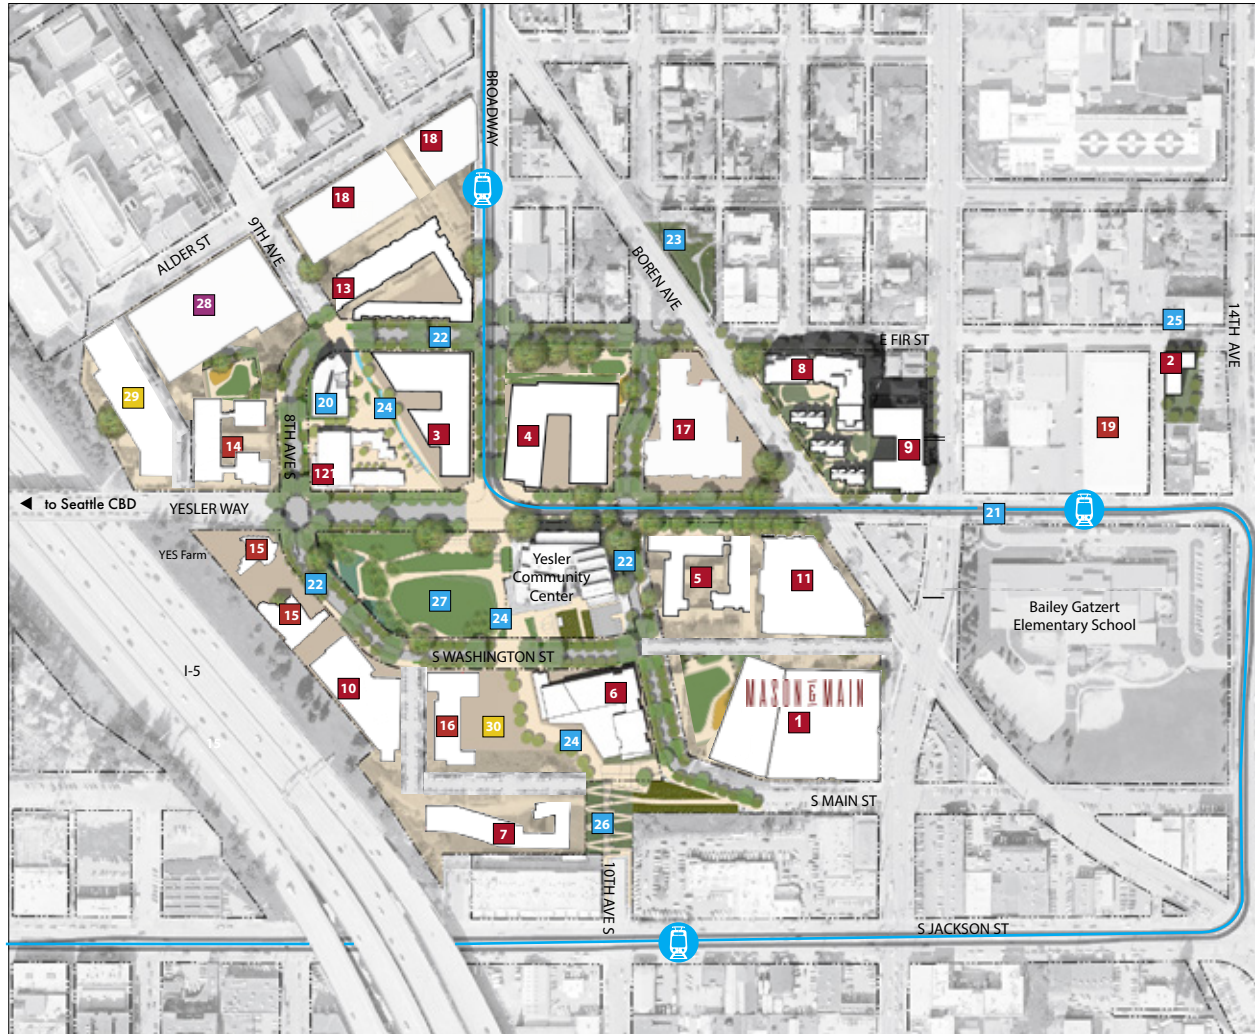 BROADWAY
18
18
9TH AVE
ALDER ST
23
BOREN AVE
13
28
22
25
14TH AVE
E FIR ST
2
8
29
20
24
3
4
17
19
8TH AVE S
14
9
121
to Seattle CBD
YESLER WAY
21
YES Farm
15
Yesler
Community
Center
22
5
11
22
27
24
15
Bailey Gatzert
Elementary School
S WASHINGTON ST
I-5
10
6
MASON & MAIN
1
16
30
24
15
S MAIN ST
7
26
10TH AVE S
S JACKSON ST